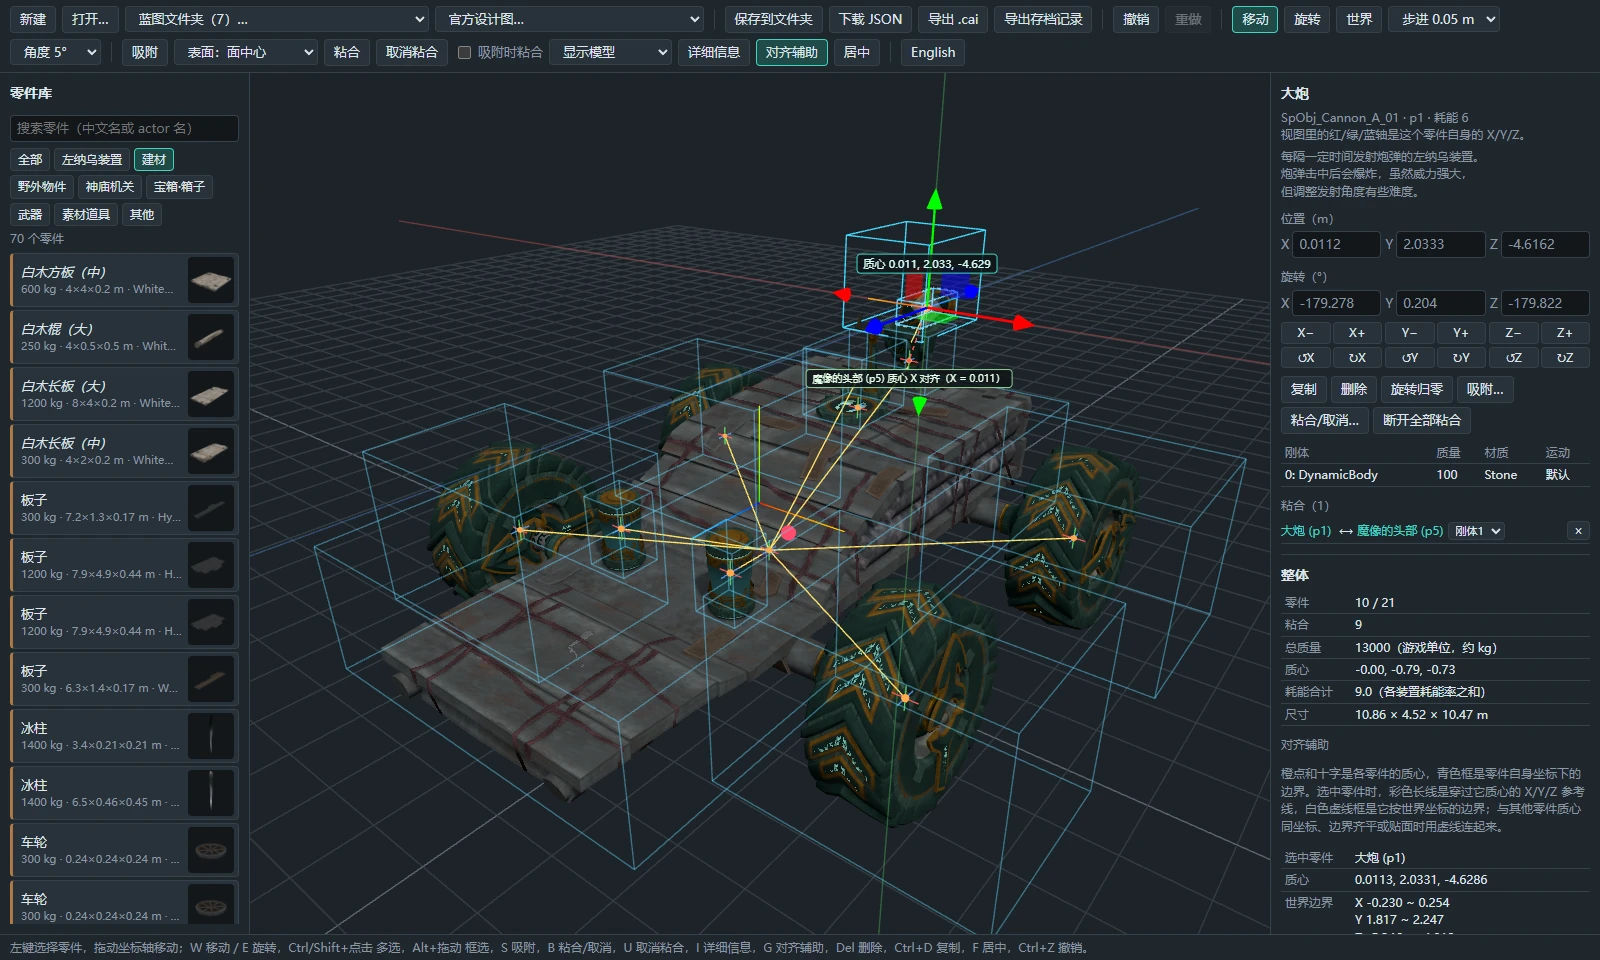 新建 打开... 蓝图文件夹（7）... 官方设计图... 保存到文件夹 下载 JSON 导出 .cai 导出存档记录 撤销 重做 移动 旋转 世界 步进 0.05 m
角度 5° 吸附 表面：面中心 粘合 取消粘合 吸附时粘合 显示模型 详细信息 对齐辅助 居中 English
零件库
搜索零件（中文名或 actor 名）
全部 左纳乌装置 建材
野外物件 神庙机关 宝箱·箱子
武器 素材道具 其他
70 个零件
白木方板（中）
600 kg · 4×4×0.2 m · White...
白木棍（大）
250 kg · 4×0.5×0.5 m · Whit...
白木长板（大）
1200 kg · 8×4×0.2 m · White...
白木长板（中）
300 kg · 4×2×0.2 m · White...
板子
300 kg · 7.2×1.3×0.17 m · Hy...
板子
1200 kg · 7.9×4.9×0.44 m · H...
板子
1200 kg · 7.9×4.9×0.44 m · H...
板子
300 kg · 6.3×1.4×0.17 m · W...
冰柱
1400 kg · 3.4×0.21×0.21 m · ...
冰柱
1400 kg · 6.5×0.46×0.45 m · ...
车轮
300 kg · 0.24×0.24×0.24 m · ...
车轮
300 kg · 0.24×0.24×0.24 m · ...
质心 0.011, 2.033, -4.629
魔像的头部 (p5) 质心 X 对齐（X = 0.011）
大炮
SpObj_Cannon_A_01 · p1 · 耗能 6
视图里的红/绿/蓝轴是这个零件自身的 X/Y/Z。
每隔一定时间发射炮弹的左纳乌装置。
炮弹击中后会爆炸，虽然威力强大，
但调整发射角度有些难度。
位置（m）
X 0.0112 Y 2.0333 Z -4.6162
旋转（°）
X -179.278 Y 0.204 Z -179.822
X− X+ Y− Y+ Z− Z+
↺X ↻X ↺Y ↻Y ↺Z ↻Z
复制 删除 旋转归零 吸附...
粘合/取消... 断开全部粘合
刚体 质量 材质 运动
0: DynamicBody 100 Stone 默认
粘合（1）
大炮 (p1) ↔ 魔像的头部 (p5) 刚体1 ×
整体
零件 10 / 21
粘合 9
总质量 13000（游戏单位，约 kg）
质心 -0.00, -0.79, -0.73
耗能合计 9.0（各装置耗能率之和）
尺寸 10.86 × 4.52 × 10.47 m
对齐辅助
橙点和十字是各零件的质心，青色框是零件自身坐标下的
边界。选中零件时，彩色长线是穿过它质心的 X/Y/Z 参考
线，白色虚线框是它按世界坐标的边界；与其他零件质心
同坐标、边界齐平或贴面时用虚线连起来。
选中零件 大炮 (p1)
质心 0.0113, 2.0331, -4.6286
世界边界 X -0.230 ~ 0.254
Y 1.817 ~ 2.247
左键选择零件，拖动坐标轴移动；W 移动 / E 旋转，Ctrl/Shift+点击 多选，Alt+拖动 框选，S 吸附，B 粘合/取消，U 取消粘合，I 详细信息，G 对齐辅助，Del 删除，Ctrl+D 复制，F 居中，Ctrl+Z 撤销。